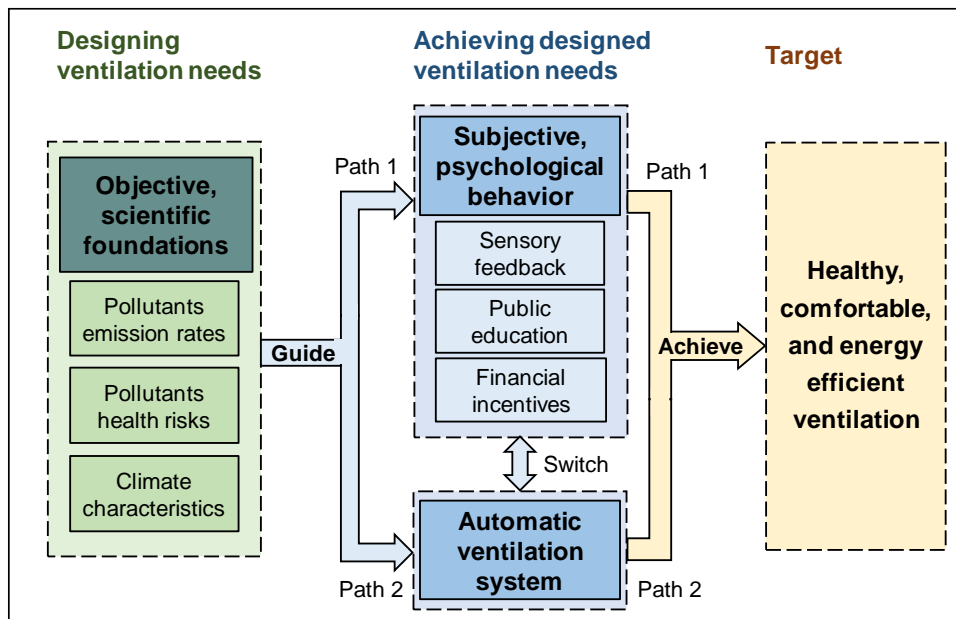 Designing
ventilation needs
Achieving designed
ventilation needs
Target
Objective,
scientific
foundations
Pollutants
emission rates
Pollutants
health risks
Climate
characteristics
Guide
Path 1
Path 2
Subjective,
psychological
behavior
Sensory
feedback
Public
education
Financial
incentives
Switch
Automatic
ventilation
system
Path 1
Path 2
Achieve
Healthy,
comfortable,
and energy
efficient
ventilation